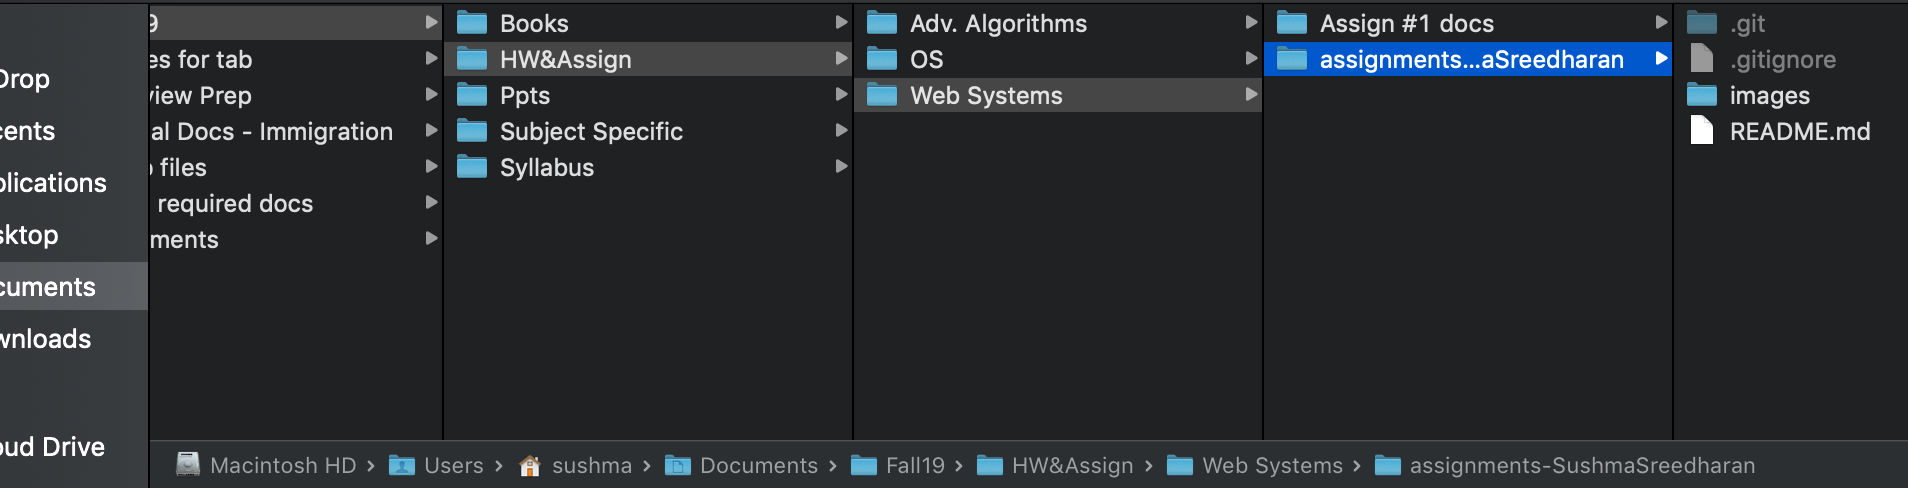 Drop
cents
plications
sktop
cuments
wnloads
oud Drive
9
es for tab
view Prep
al Docs - Immigration
files
required docs
ments
Books
HW&Assign
Ppts
Subject Specific
Syllabus
Adv. Algorithms
OS
Web Systems
Assign #1 docs
assignments...aSreedharan
.git
.gitignore
images
README.md
Macintosh HD › Users › sushma › Documents › Fall19 › HW&Assign › Web Systems › assignments-SushmaSreedharan